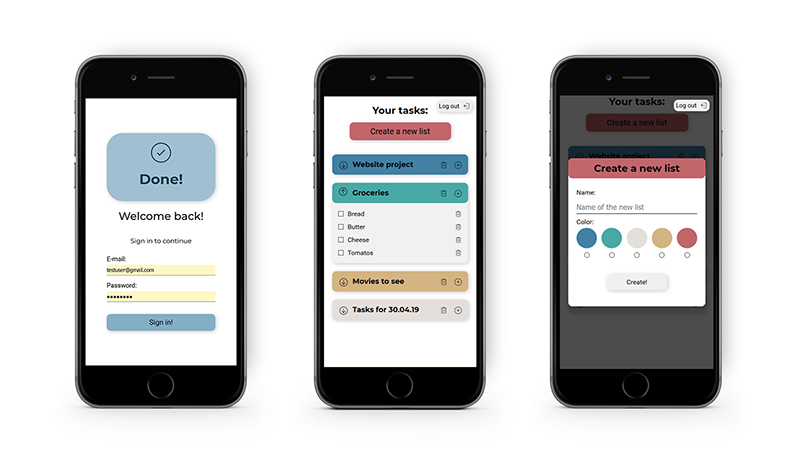 Done!
Welcome back!
Sign in to continue
E-mail:
testuser@gmail.com
Password:
••••••••
Sign in!
Log out
Your tasks:
Create a new list
Website project
Groceries
Bread
Butter
Cheese
Tomatos
Movies to see
Tasks for 30.04.19
Log out
Your tasks:
Create a new list
Website project
Create a new list
Name:
Name of the new list
Color:
Create!